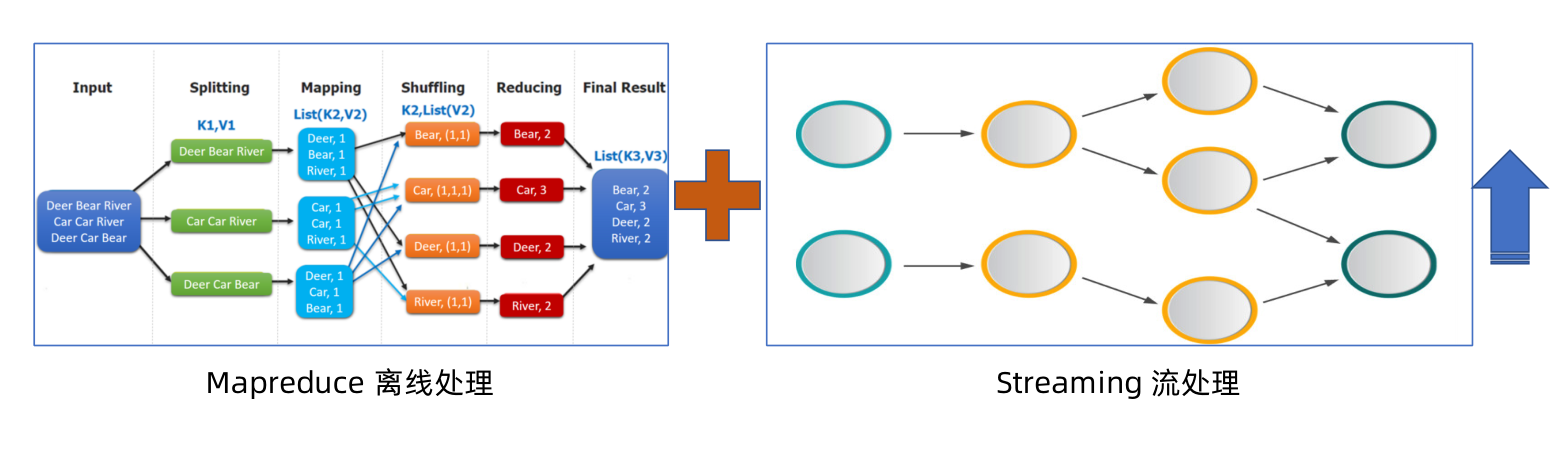 Input
Splitting
Mapping
Shuffling
Reducing
Final Result
K1,V1
List(K2,V2)
K2,List(V2)
List(K3,V3)
Deer Bear River
Car Car River
Deer Car Bear
Deer Bear River
Car Car River
Deer Car Bear
Deer, 1
Bear, 1
River, 1
Car, 1
Car, 1
River, 1
Deer, 1
Car, 1
Bear, 1
Bear, (1,1)
Car, (1,1,1)
Deer, (1,1)
River, (1,1)
Bear, 2
Car, 3
Deer, 2
River, 2
Bear, 2
Car, 3
Deer, 2
River, 2
Mapreduce 离线处理
Streaming 流处理